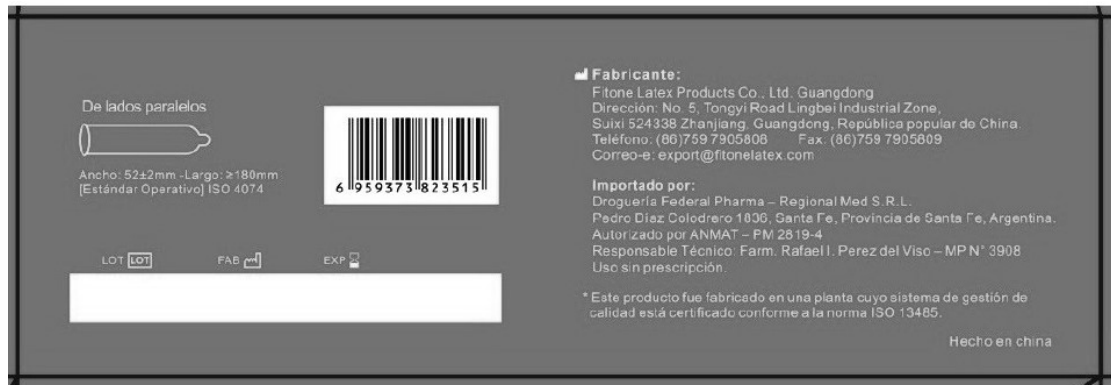 De lados paralelos
Ancho: 52±2mm -Largo: ≥180mm
[Estándar Operativo] ISO 4074
6 959373 823515
LOT LOT
FAB
EXP
Fabricante:
Fitone Latex Products Co., Ltd. Guangdong
Dirección: No. 5, Tongyi Road Lingbei Industrial Zone,
Suixi 524338 Zhanjiang, Guangdong, República popular de China.
Teléfono: (86)759 7905808 Fax: (86)759 7905809
Correo-e: export@fitonelatex.com
Importado por:
Droguería Federal Pharma – Regional Med S.R.L.
Pedro Diaz Colodrero 1836, Santa Fe, Provincia de Santa Fe, Argentina.
Autorizado por ANMAT – PM 2819-4
Responsable Técnico: Farm. Rafael I. Perez del Viso – MP N° 3908
Uso sin prescripción.
* Este producto fue fabricado en una planta cuyo sistema de gestión de
calidad está certificado conforme a la norma ISO 13485.
Hecho en china